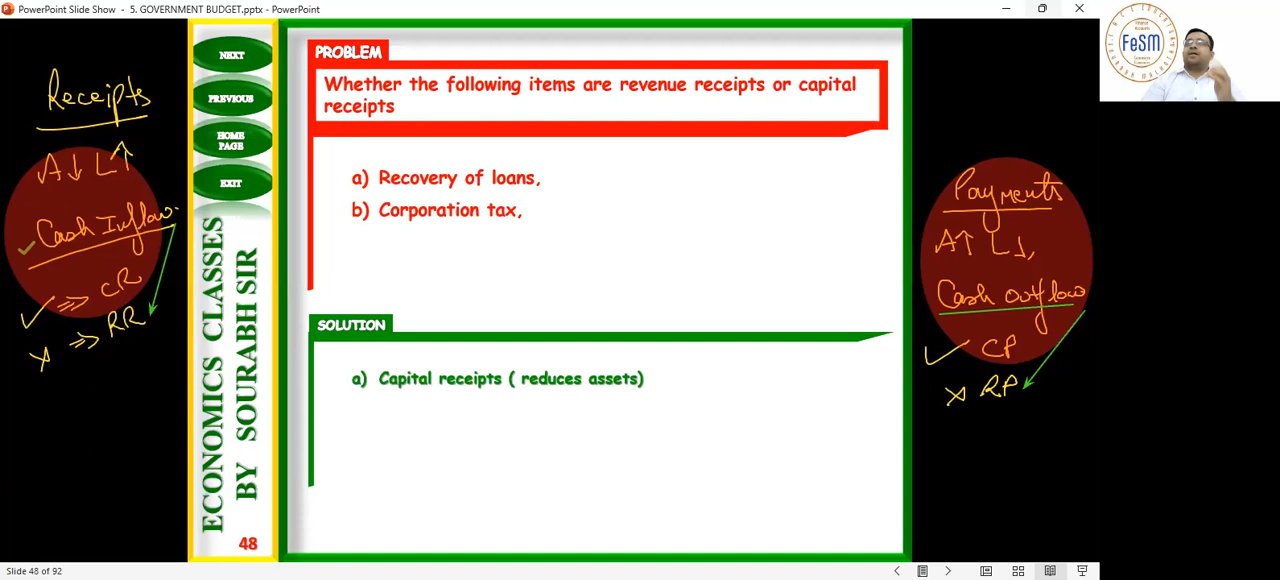 PowerPoint Slide Show - 5. GOVERNMENT BUDGET.pptx - PowerPoint
FeSM
NEXT
PREVIOUS
HOME
PAGE
EXIT
ECONOMICS CLASSES
BY SOURABH SIR
48
PROBLEM
Whether the following items are revenue receipts or capital
receipts
a) Recovery of loans,
b) Corporation tax,
SOLUTION
a) Capital receipts ( reduces assets)
Receipts
A↓ L↑
Cash Inflow
✓ => CR
x => RR
Payments
A↑ L↓,
Cash outflow
✓ CP
x RP
Slide 48 of 92